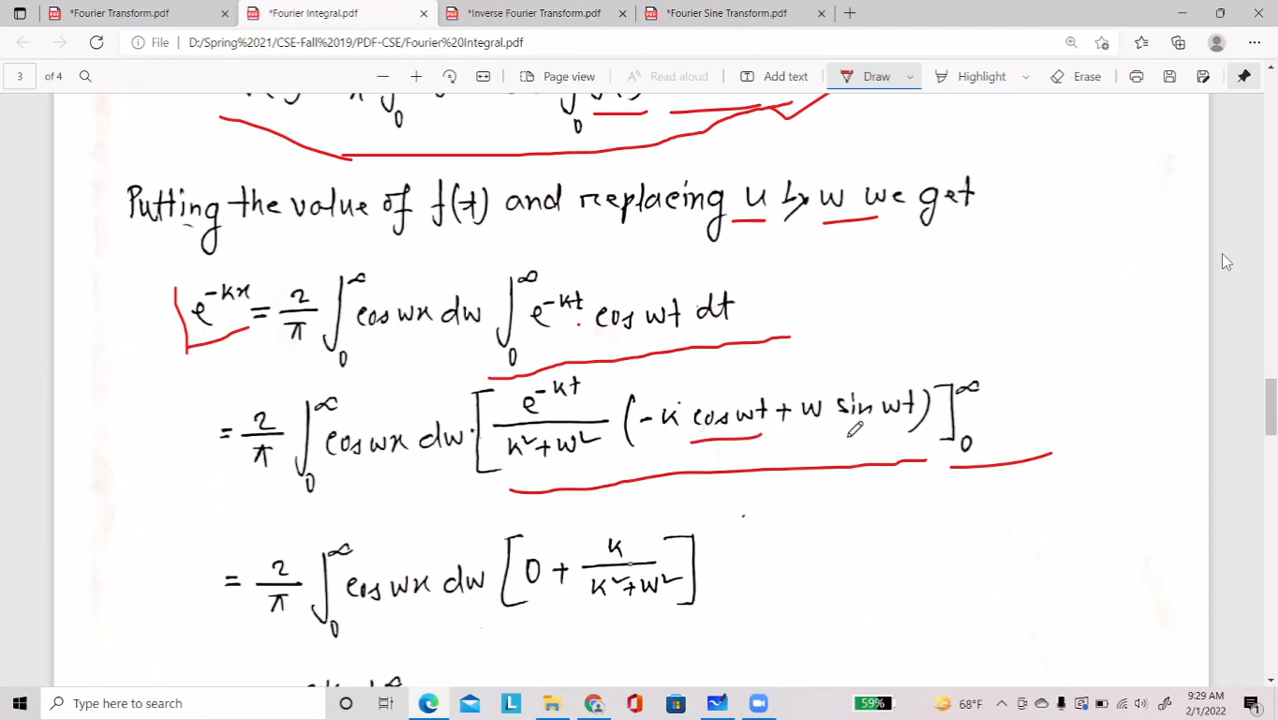 *Fourier Transform.pdf
*Fourier Integral.pdf
*Inverse Fourier Transform.pdf
*Fourier Sine Transform.pdf
File D:/Spring%2021/CSE-Fall%2019/PDF-CSE/Fourier%20Integral.pdf
3 of 4 Page view Read aloud Add text Draw Highlight Erase
0 0
Putting the value of f(t) and replacing u by w we get
e^{-kx} = 2/π ∫_0^∞ cos wx dw ∫_0^∞ e^{-kt} . cos wt dt
= 2/π ∫_0^∞ cos wx dw . [ e^{-kt}/(k²+w²) (-k cos wt + w sin wt) ]_0^∞
= 2/π ∫_0^∞ cos wx dw [ 0 + k/(k²+w²) ]
Type here to search
59%
68°F
9:29 AM
2/1/2022